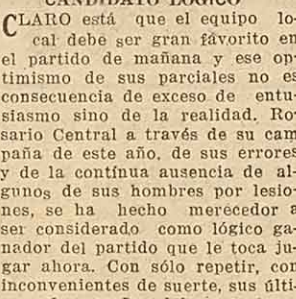 CANDIDATO LOGICO
CLARO está que el equipo lo-
cal debe ser gran fávorito en
el partido de mañana y ese op-
timismo de sus parciales no es
consecuencia de exceso de entu-
siasmo sino de la realidad. Ro-
sario Central a través de su cam
paña de este año, de sus errores
y de la contínua ausencia de al-
gunos de sus hombres por lesio-
nes, se ha hecho merecedor a
ser considerado como lógico ga-
nador del partido que le toca ju-
gar ahora. Con sólo repetir, con
inconvenientes de suerte, sus últi-